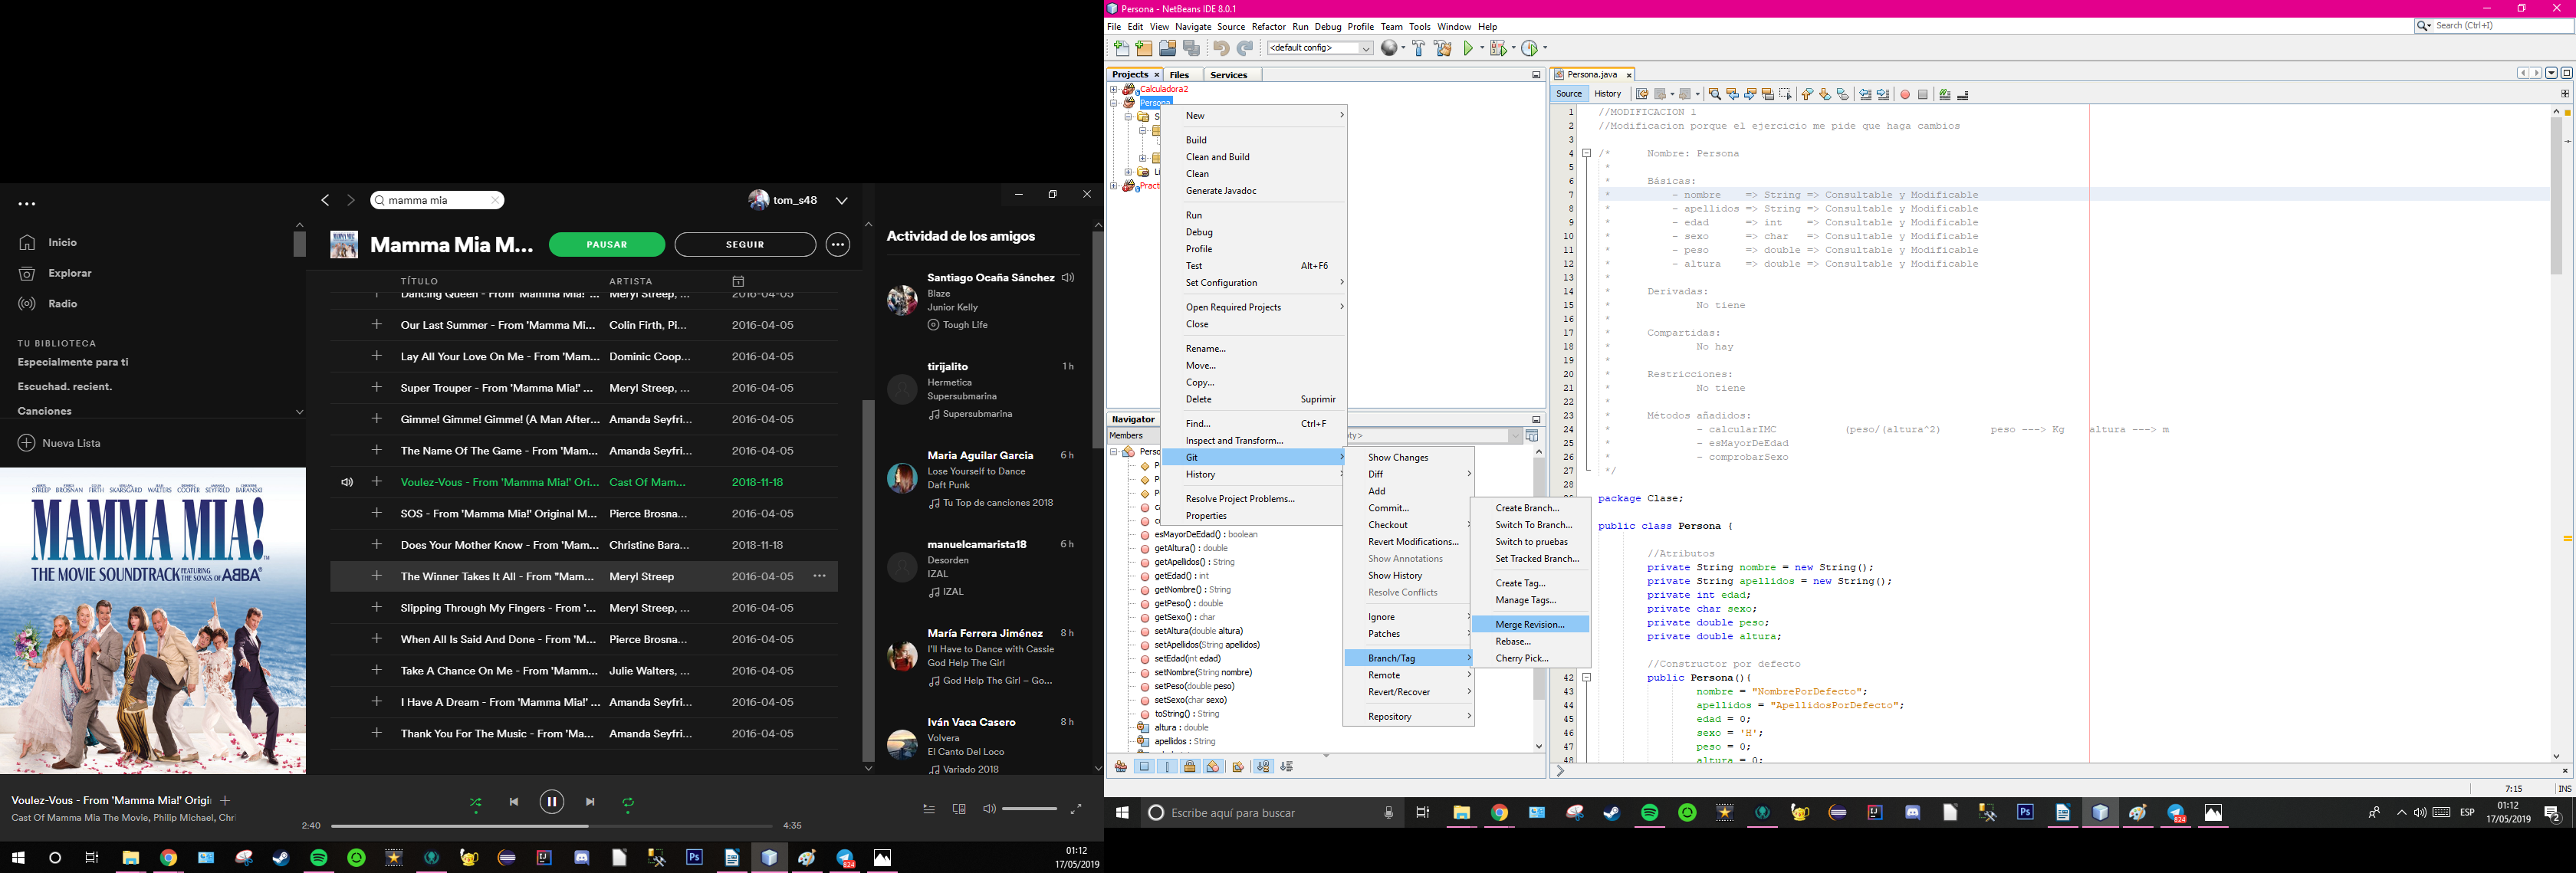 mamma mia
tom_s48
Inicio
Explorar
Radio
TU BIBLIOTECA
Especialmente para ti
Escuchad. recient.
Canciones
Nueva Lista
MERYL STREEP
PIERCE BROSNAN
COLIN FIRTH
STELLAN SKARSGARD
JULIE WALTERS
DOMINIC COOPER
AMANDA SEYFRIED
CHRISTINE BARANSKI
MAMMA MIA!
THE MOVIE SOUNDTRACK FEATURING THE SONGS OF ABBA
Mamma Mia M...
PAUSAR
SEGUIR
TÍTULO ARTISTA
Dancing Queen - From 'Mamma Mia!' ... Meryl Streep, ... 2016-04-05
Our Last Summer - From 'Mamma Mi... Colin Firth, Pi... 2016-04-05
Lay All Your Love On Me - From 'Mam... Dominic Coop... 2016-04-05
Super Trouper - From 'Mamma Mia!' ... Meryl Streep, ... 2016-04-05
Gimme! Gimme! Gimme! (A Man After... Amanda Seyfri... 2016-04-05
The Name Of The Game - From 'Mam... Amanda Seyfri... 2016-04-05
Voulez-Vous - From 'Mamma Mia!' Ori... Cast Of Mam... 2018-11-18
SOS - From 'Mamma Mia!' Original M... Pierce Brosna... 2016-04-05
Does Your Mother Know - From 'Mam... Christine Bara... 2018-11-18
The Winner Takes It All - From "Mam... Meryl Streep 2016-04-05
Slipping Through My Fingers - From '... Meryl Streep, ... 2016-04-05
When All Is Said And Done - From 'M... Pierce Brosna... 2016-04-05
Take A Chance On Me - From 'Mamm... Julie Walters, ... 2016-04-05
I Have A Dream - From 'Mamma Mia!' ... Amanda Seyfri... 2016-04-05
Thank You For The Music - From 'Ma... Amanda Seyfri... 2016-04-05
Actividad de los amigos
Santiago Ocaña Sánchez
Blaze
Junior Kelly
Tough Life
tirijalito 1 h
Hermetica
Supersubmarina
Supersubmarina
Maria Aguilar Garcia 6 h
Lose Yourself to Dance
Daft Punk
Tu Top de canciones 2018
manuelcamarista18 6 h
Desorden
IZAL
IZAL
María Ferrera Jiménez 8 h
I'll Have to Dance with Cassie
God Help The Girl
God Help The Girl – Go...
Iván Vaca Casero 8 h
Volvera
El Canto Del Loco
Variado 2018
Voulez-Vous - From 'Mamma Mia!' Origi
Cast Of Mamma Mia The Movie, Philip Michael, Chri
2:40
4:35
01:12
17/05/2019
Persona - NetBeans IDE 8.0.1
File Edit View Navigate Source Refactor Run Debug Profile Team Tools Window Help
Search (Ctrl+I)
<default config>
Projects Files Services
Calculadora2
Persona
S
Li
Pract
New
Build
Clean and Build
Clean
Generate Javadoc
Run
Debug
Profile
Test Alt+F6
Set Configuration
Open Required Projects
Close
Rename...
Move...
Copy...
Delete Suprimir
Find... Ctrl+F
Inspect and Transform...
Git
History
Resolve Project Problems...
Properties
Show Changes
Diff
Add
Commit...
Checkout
Revert Modifications...
Show Annotations
Show History
Resolve Conflicts
Ignore
Patches
Branch/Tag
Remote
Revert/Recover
Repository
Create Branch...
Switch To Branch...
Switch to pruebas
Set Tracked Branch...
Create Tag...
Manage Tags...
Merge Revision...
Rebase...
Cherry Pick...
Navigator
Members
pty>
Perso
P
P
P
ca
co
esMayorDeEdad() : boolean
getAltura() : double
getApellidos() : String
getEdad() : int
getNombre() : String
getPeso() : double
getSexo() : char
setAltura(double altura)
setApellidos(String apellidos)
setEdad(int edad)
setNombre(String nombre)
setPeso(double peso)
setSexo(char sexo)
toString() : String
altura : double
apellidos : String
Persona.java
Source History
1 //MODIFICACION 1
2 //Modificacion porque el ejercicio me pide que haga cambios
3
4 /* Nombre: Persona
5 *
6 * Básicas:
7 * - nombre => String => Consultable y Modificable
8 * - apellidos => String => Consultable y Modificable
9 * - edad => int => Consultable y Modificable
10 * - sexo => char => Consultable y Modificable
11 * - peso => double => Consultable y Modificable
12 * - altura => double => Consultable y Modificable
13 *
14 * Derivadas:
15 * No tiene
16 *
17 * Compartidas:
18 * No hay
19 *
20 * Restricciones:
21 * No tiene
22 *
23 * Métodos añadidos:
24 * - calcularIMC (peso/(altura^2) peso ---> Kg altura ---> m
25 * - esMayorDeEdad
26 * - comprobarSexo
27 */
28
package Clase;
public class Persona {
//Atributos
private String nombre = new String();
private String apellidos = new String();
private int edad;
private char sexo;
private double peso;
private double altura;
//Constructor por defecto
42 public Persona(){
43 nombre = "NombrePorDefecto";
44 apellidos = "ApellidosPorDefecto";
45 edad = 0;
46 sexo = 'H';
47 peso = 0;
48 altura = 0;
7:15 INS
Escribe aquí para buscar
ESP
01:12
17/05/2019